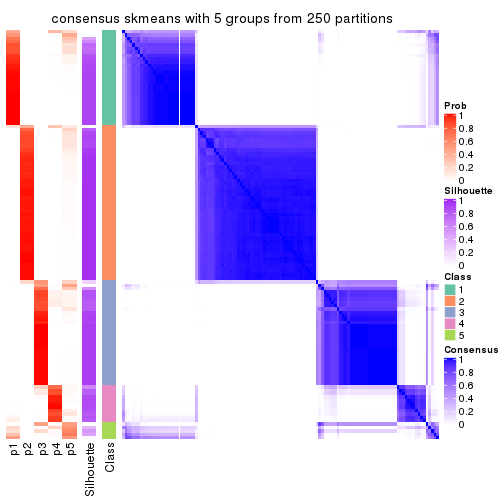 consensus skmeans with 5 groups from 250 partitions
Prob
1
0.8
0.6
0.4
0.2
0
Silhouette
1
0.8
0.6
0.4
0.2
0
Class
1
2
3
4
5
Consensus
1
0.8
0.6
0.4
0.2
0
p1
p2
p3
p4
p5
Silhouette
Class